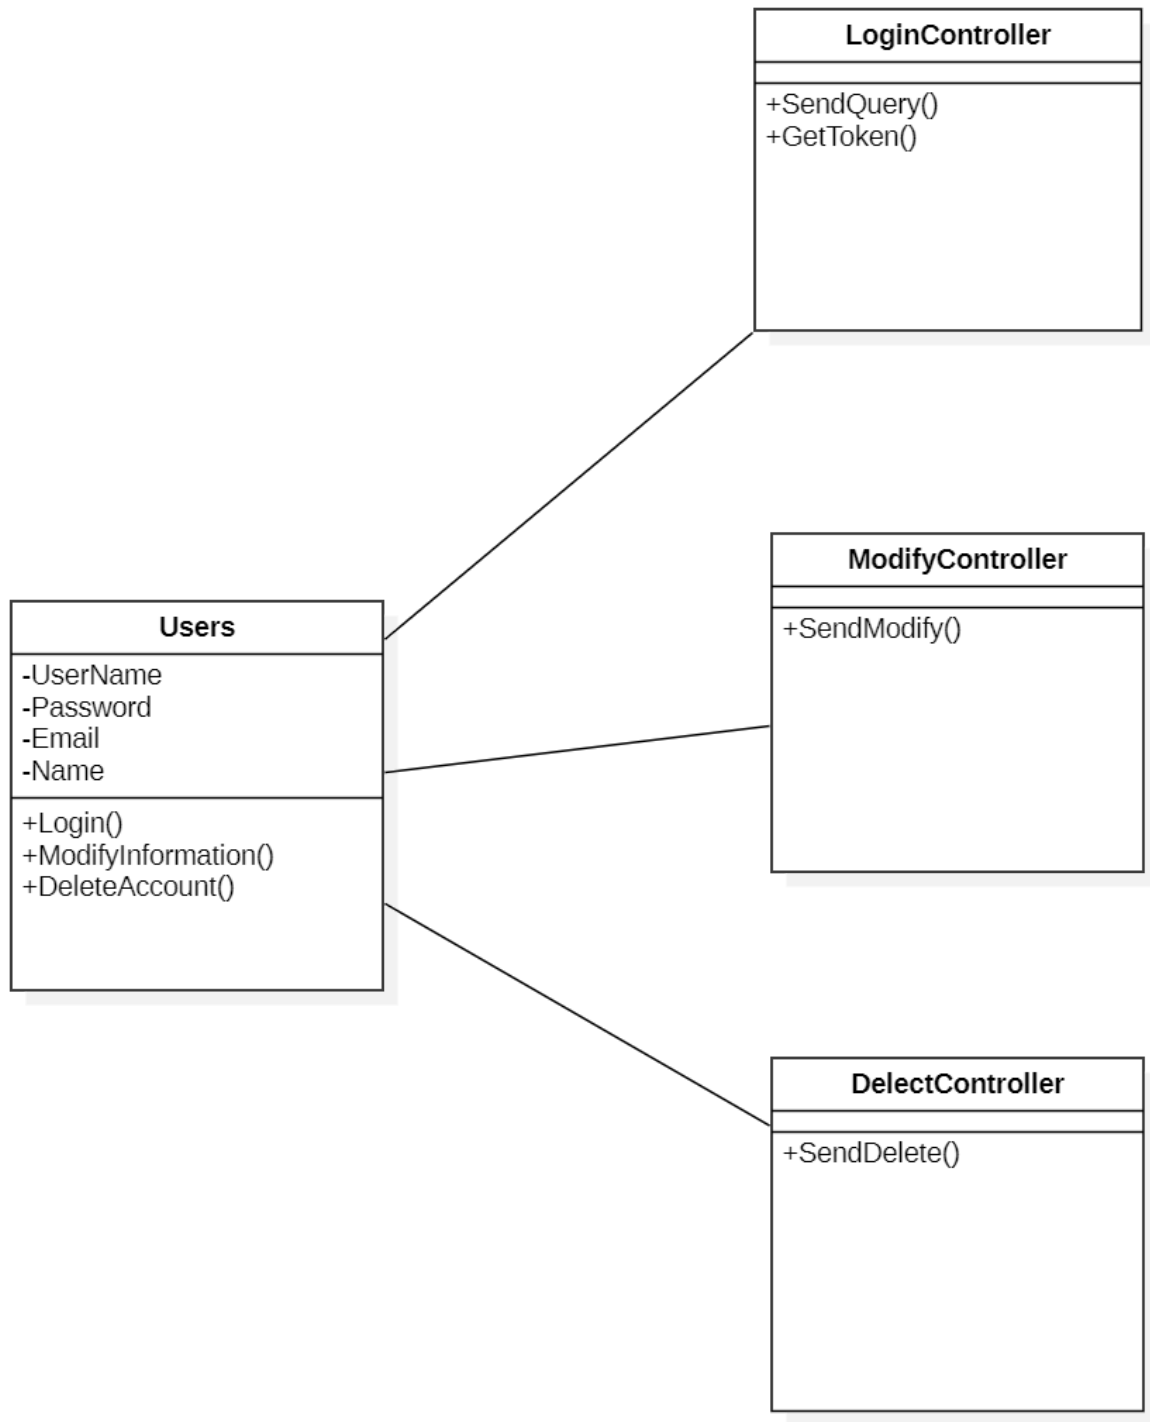 LoginController
+SendQuery()
+GetToken()
ModifyController
+SendModify()
Users
-UserName
-Password
-Email
-Name
+Login()
+ModifyInformation()
+DeleteAccount()
DelectController
+SendDelete()